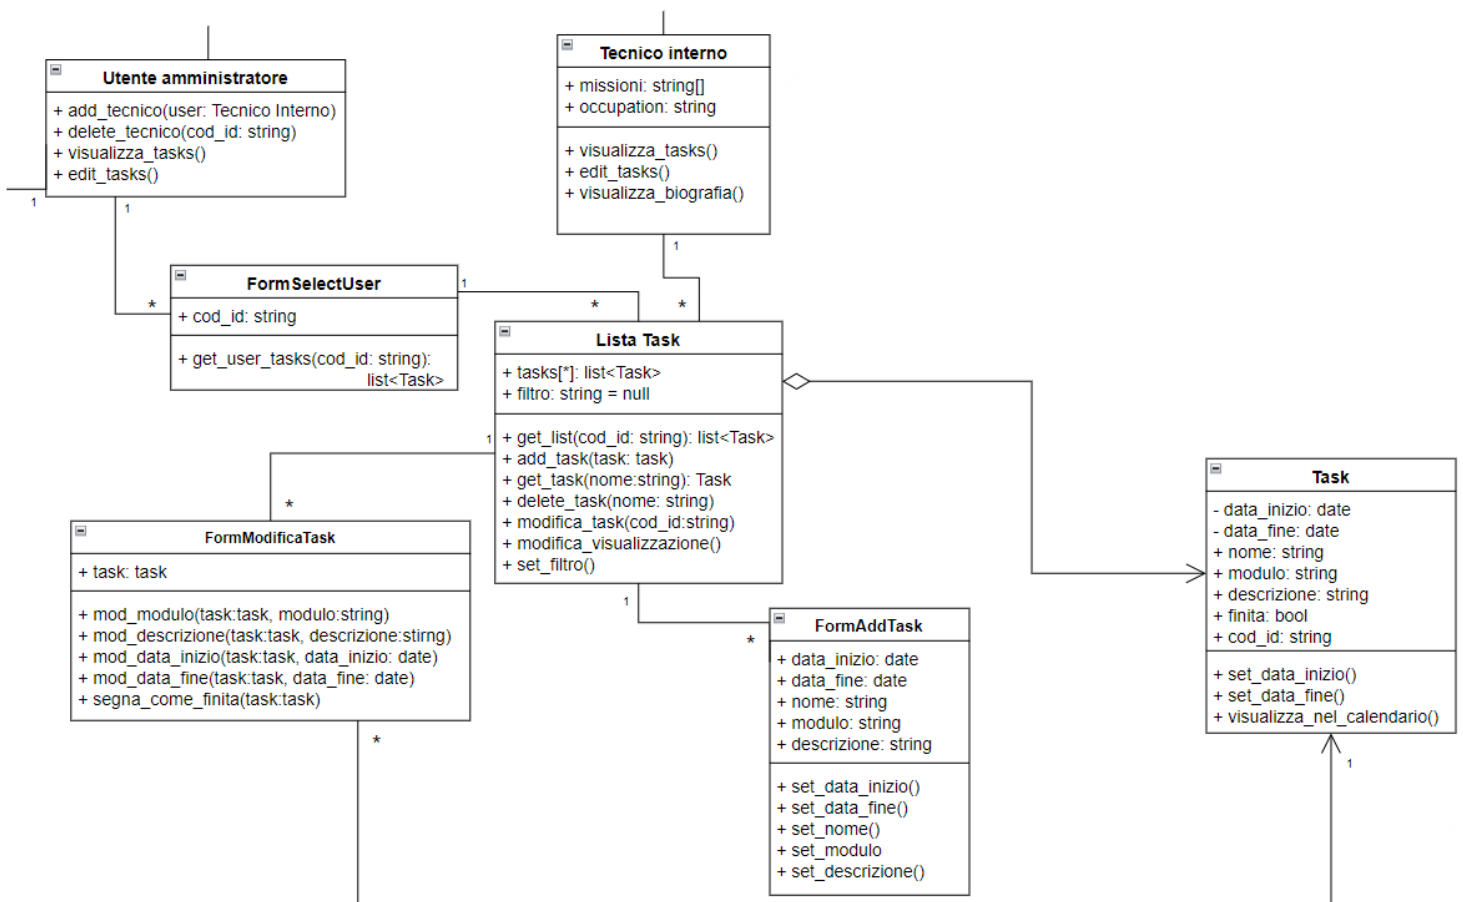 Utente amministratore
+ add_tecnico(user: Tecnico Interno)
+ delete_tecnico(cod_id: string)
+ visualizza_tasks()
+ edit_tasks()
1
1
*
Tecnico interno
+ missioni: string[]
+ occupation: string
+ visualizza_tasks()
+ edit_tasks()
+ visualizza_biografia()
1
*
FormSelectUser
+ cod_id: string
+ get_user_tasks(cod_id: string):
list<Task>
1
*
Lista Task
+ tasks[*]: list<Task>
+ filtro: string = null
+ get_list(cod_id: string): list<Task>
+ add_task(task: task)
+ get_task(nome:string): Task
+ delete_task(nome: string)
+ modifica_task(cod_id:string)
+ modifica_visualizzazione()
+ set_filtro()
1
*
1
*
FormModificaTask
+ task: task
+ mod_modulo(task:task, modulo:string)
+ mod_descrizione(task:task, descrizione:stirng)
+ mod_data_inizio(task:task, data_inizio: date)
+ mod_data_fine(task:task, data_fine: date)
+ segna_come_finita(task:task)
*
FormAddTask
+ data_inizio: date
+ data_fine: date
+ nome: string
+ modulo: string
+ descrizione: string
+ set_data_inizio()
+ set_data_fine()
+ set_nome()
+ set_modulo
+ set_descrizione()
Task
- data_inizio: date
- data_fine: date
+ nome: string
+ modulo: string
+ descrizione: string
+ finita: bool
+ cod_id: string
+ set_data_inizio()
+ set_data_fine()
+ visualizza_nel_calendario()
1